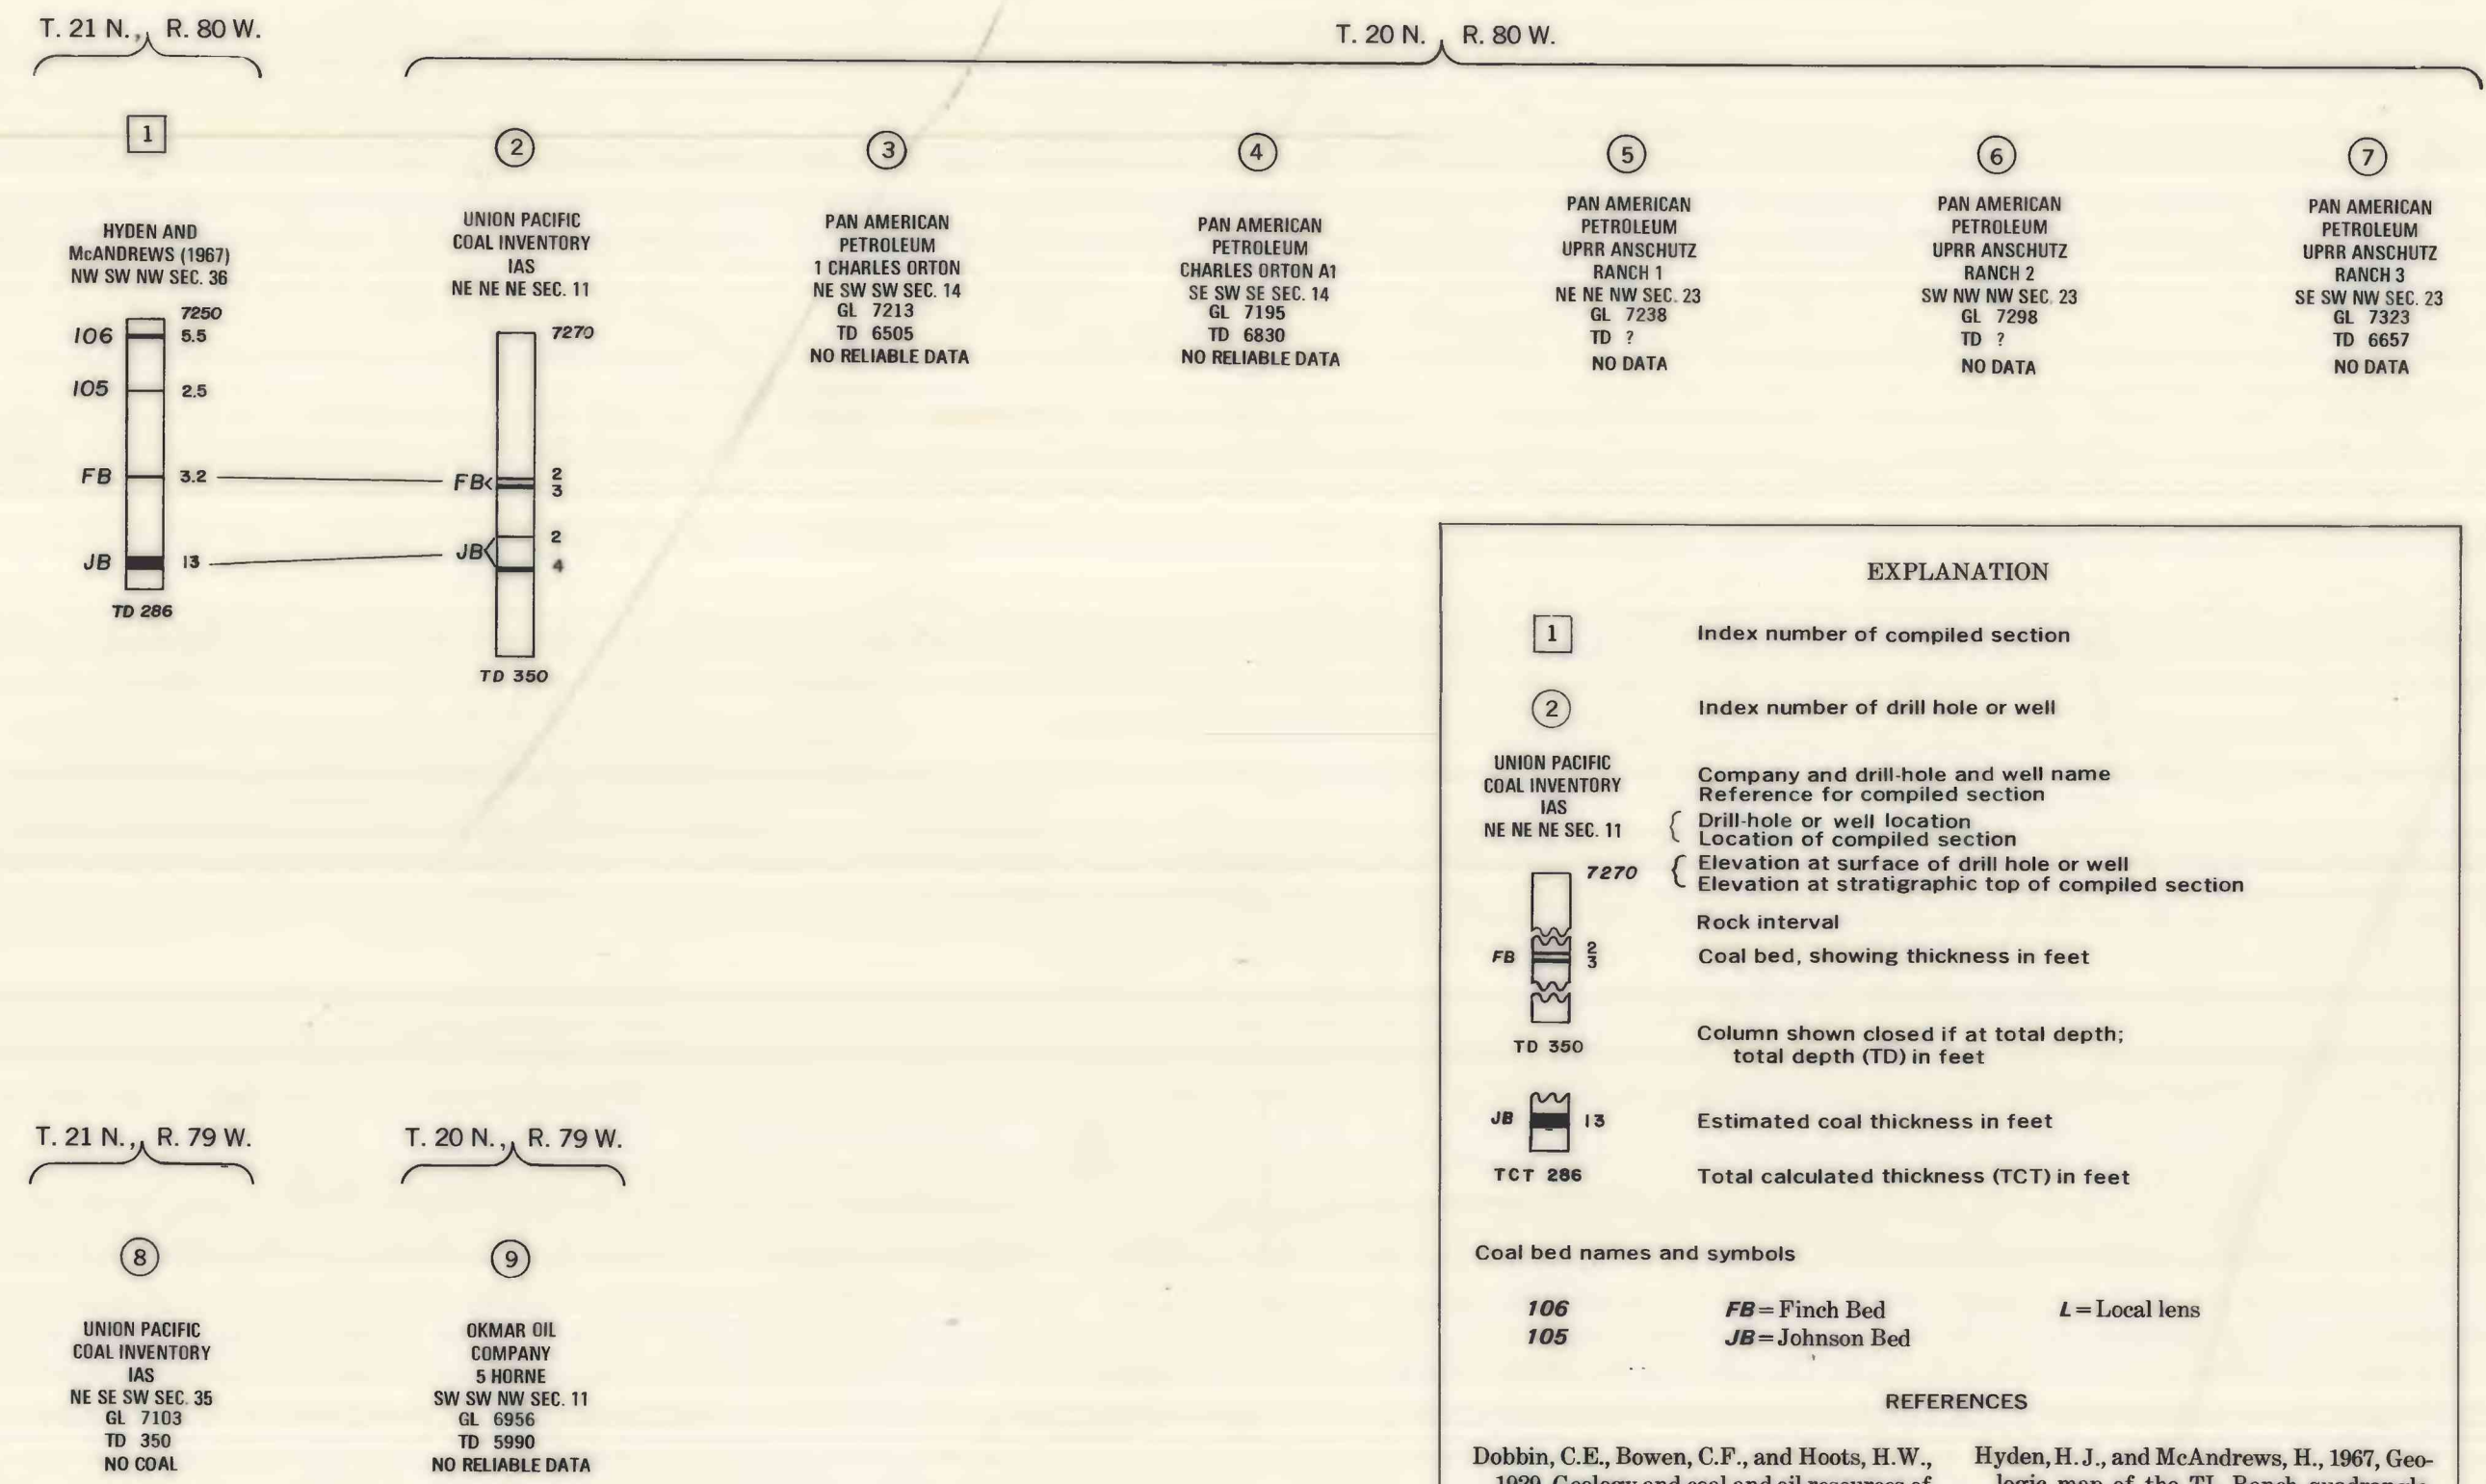 T. 21 N., R. 80 W.
T. 20 N., R. 80 W.
1
HYDEN AND
McANDREWS (1967)
NW SW NW SEC. 36
7250
106 5.5
105 2.5
FB 3.2
JB 13
TD 286
2
UNION PACIFIC
COAL INVENTORY
IAS
NE NE NE SEC. 11
7270
FB 2
3
JB 2
4
TD 350
3
PAN AMERICAN
PETROLEUM
1 CHARLES ORTON
NE SW SW SEC. 14
GL 7213
TD 6505
NO RELIABLE DATA
4
PAN AMERICAN
PETROLEUM
CHARLES ORTON A1
SE SW SE SEC. 14
GL 7195
TD 6830
NO RELIABLE DATA
5
PAN AMERICAN
PETROLEUM
UPRR ANSCHUTZ
RANCH 1
NE NE NW SEC. 23
GL 7238
TD ?
NO DATA
6
PAN AMERICAN
PETROLEUM
UPRR ANSCHUTZ
RANCH 2
SW NW NW SEC. 23
GL 7298
TD ?
NO DATA
7
PAN AMERICAN
PETROLEUM
UPRR ANSCHUTZ
RANCH 3
SE SW NW SEC. 23
GL 7323
TD 6657
NO DATA
T. 21 N., R. 79 W.
T. 20 N., R. 79 W.
8
UNION PACIFIC
COAL INVENTORY
IAS
NE SE SW SEC. 35
GL 7103
TD 350
NO COAL
9
OKMAR OIL
COMPANY
5 HORNE
SW SW NW SEC. 11
GL 6956
TD 5990
NO RELIABLE DATA
EXPLANATION
1 Index number of compiled section
2 Index number of drill hole or well
UNION PACIFIC
COAL INVENTORY
IAS
NE NE NE SEC. 11
Company and drill-hole and well name
Reference for compiled section
Drill-hole or well location
Location of compiled section
7270 Elevation at surface of drill hole or well
Elevation at stratigraphic top of compiled section
Rock interval
FB 2
3 Coal bed, showing thickness in feet
TD 350 Column shown closed if at total depth;
total depth (TD) in feet
JB 13 Estimated coal thickness in feet
TCT 286 Total calculated thickness (TCT) in feet
Coal bed names and symbols
106 FB = Finch Bed L = Local lens
105 JB = Johnson Bed
REFERENCES
Dobbin, C.E., Bowen, C.F., and Hoots, H.W.,
1929, Geology and coal and oil resources of
Hyden, H.J., and McAndrews, H., 1967, Geo-
logic map of the TL Ranch quadrangle,